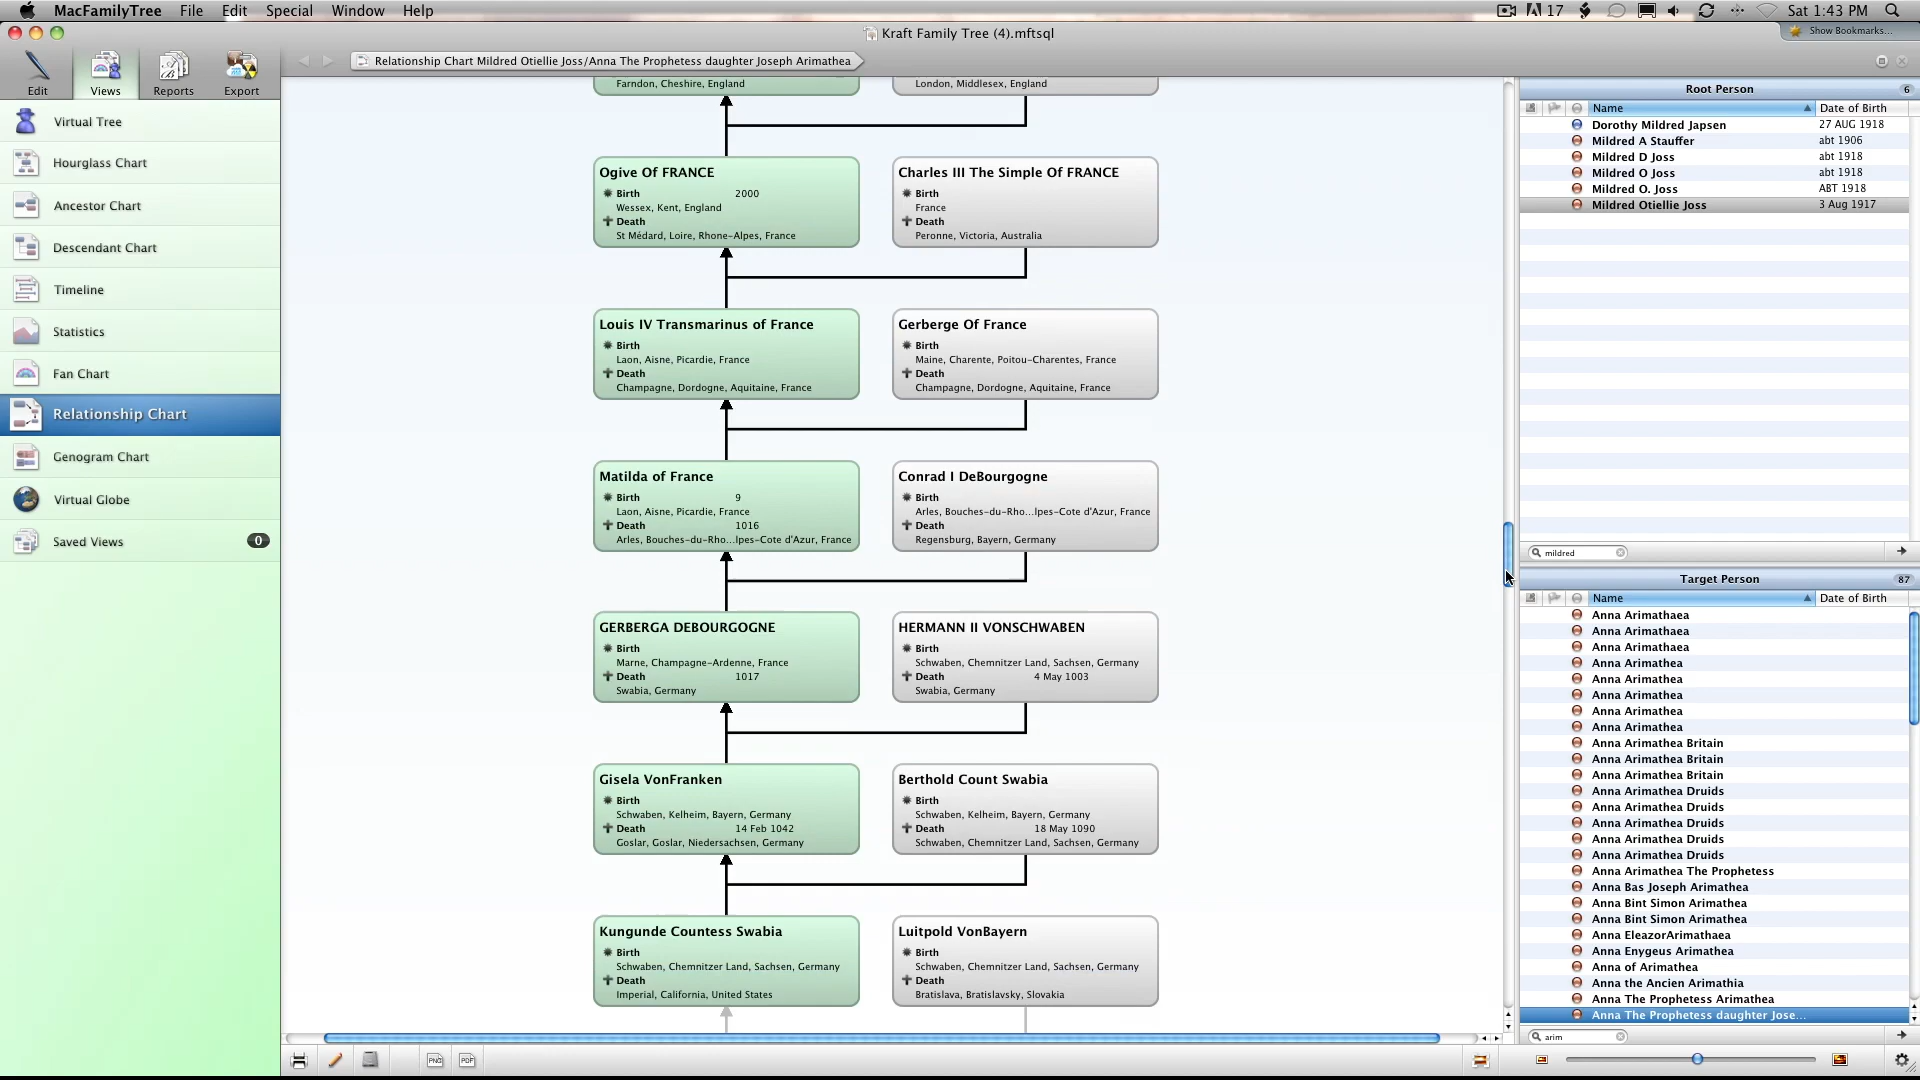 MacFamilyTree File Edit Special Window Help
17 Sat 1:43 PM
Kraft Family Tree (4).mftsql
Show Bookmarks...
Edit Views Reports Export
Relationship Chart Mildred Otiellie Joss/Anna The Prophetess daughter Joseph Arimathea
Virtual Tree
Hourglass Chart
Ancestor Chart
Descendant Chart
Timeline
Statistics
Fan Chart
Relationship Chart
Genogram Chart
Virtual Globe
Saved Views 0
Farndon, Cheshire, England
London, Middlesex, England
Ogive Of FRANCE
Birth 2000
Wessex, Kent, England
Death
St Médard, Loire, Rhone-Alpes, France
Charles III The Simple Of FRANCE
Birth
France
Death
Peronne, Victoria, Australia
Louis IV Transmarinus of France
Birth
Laon, Aisne, Picardie, France
Death
Champagne, Dordogne, Aquitaine, France
Gerberge Of France
Birth
Maine, Charente, Poitou-Charentes, France
Death
Champagne, Dordogne, Aquitaine, France
Matilda of France
Birth 9
Laon, Aisne, Picardie, France
Death 1016
Arles, Bouches-du-Rho...lpes-Cote d'Azur, France
Conrad I DeBourgogne
Birth
Arles, Bouches-du-Rho...lpes-Cote d'Azur, France
Death
Regensburg, Bayern, Germany
GERBERGA DEBOURGOGNE
Birth
Marne, Champagne-Ardenne, France
Death 1017
Swabia, Germany
HERMANN II VONSCHWABEN
Birth
Schwaben, Chemnitzer Land, Sachsen, Germany
Death 4 May 1003
Swabia, Germany
Gisela VonFranken
Birth
Schwaben, Kelheim, Bayern, Germany
Death 14 Feb 1042
Goslar, Goslar, Niedersachsen, Germany
Berthold Count Swabia
Birth
Schwaben, Kelheim, Bayern, Germany
Death 18 May 1090
Schwaben, Chemnitzer Land, Sachsen, Germany
Kungunde Countess Swabia
Birth
Schwaben, Chemnitzer Land, Sachsen, Germany
Death
Imperial, California, United States
Luitpold VonBayern
Birth
Schwaben, Chemnitzer Land, Sachsen, Germany
Death
Bratislava, Bratislavsky, Slovakia
PNG PDF
Root Person 6
Name Date of Birth
Dorothy Mildred Japsen 27 AUG 1918
Mildred A Stauffer abt 1906
Mildred D Joss abt 1918
Mildred O Joss abt 1918
Mildred O. Joss ABT 1918
Mildred Otiellie Joss 3 Aug 1917
mildred
Target Person 87
Name Date of Birth
Anna Arimathaea
Anna Arimathaea
Anna Arimathaea
Anna Arimathea
Anna Arimathea
Anna Arimathea
Anna Arimathea
Anna Arimathea
Anna Arimathea Britain
Anna Arimathea Britain
Anna Arimathea Britain
Anna Arimathea Druids
Anna Arimathea Druids
Anna Arimathea Druids
Anna Arimathea Druids
Anna Arimathea Druids
Anna Arimathea The Prophetess
Anna Bas Joseph Arimathea
Anna Bint Simon Arimathea
Anna Bint Simon Arimathea
Anna EleazorArimathaea
Anna Enygeus Arimathea
Anna of Arimathea
Anna the Ancien Arimathia
Anna The Prophetess Arimathea
Anna The Prophetess daughter Jose...
arim